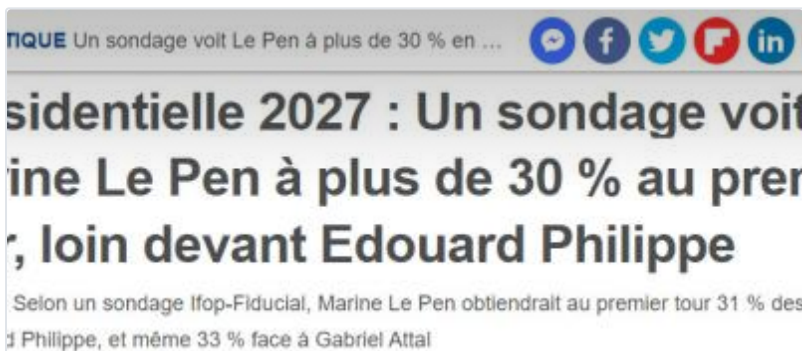 TIQUE Un sondage voit Le Pen à plus de 30 % en ...
sidentielle 2027 : Un sondage voit
ine Le Pen à plus de 30 % au prem
r, loin devant Edouard Philippe
Selon un sondage Ifop-Fiducial, Marine Le Pen obtiendrait au premier tour 31 % des
d Philippe, et même 33 % face à Gabriel Attal